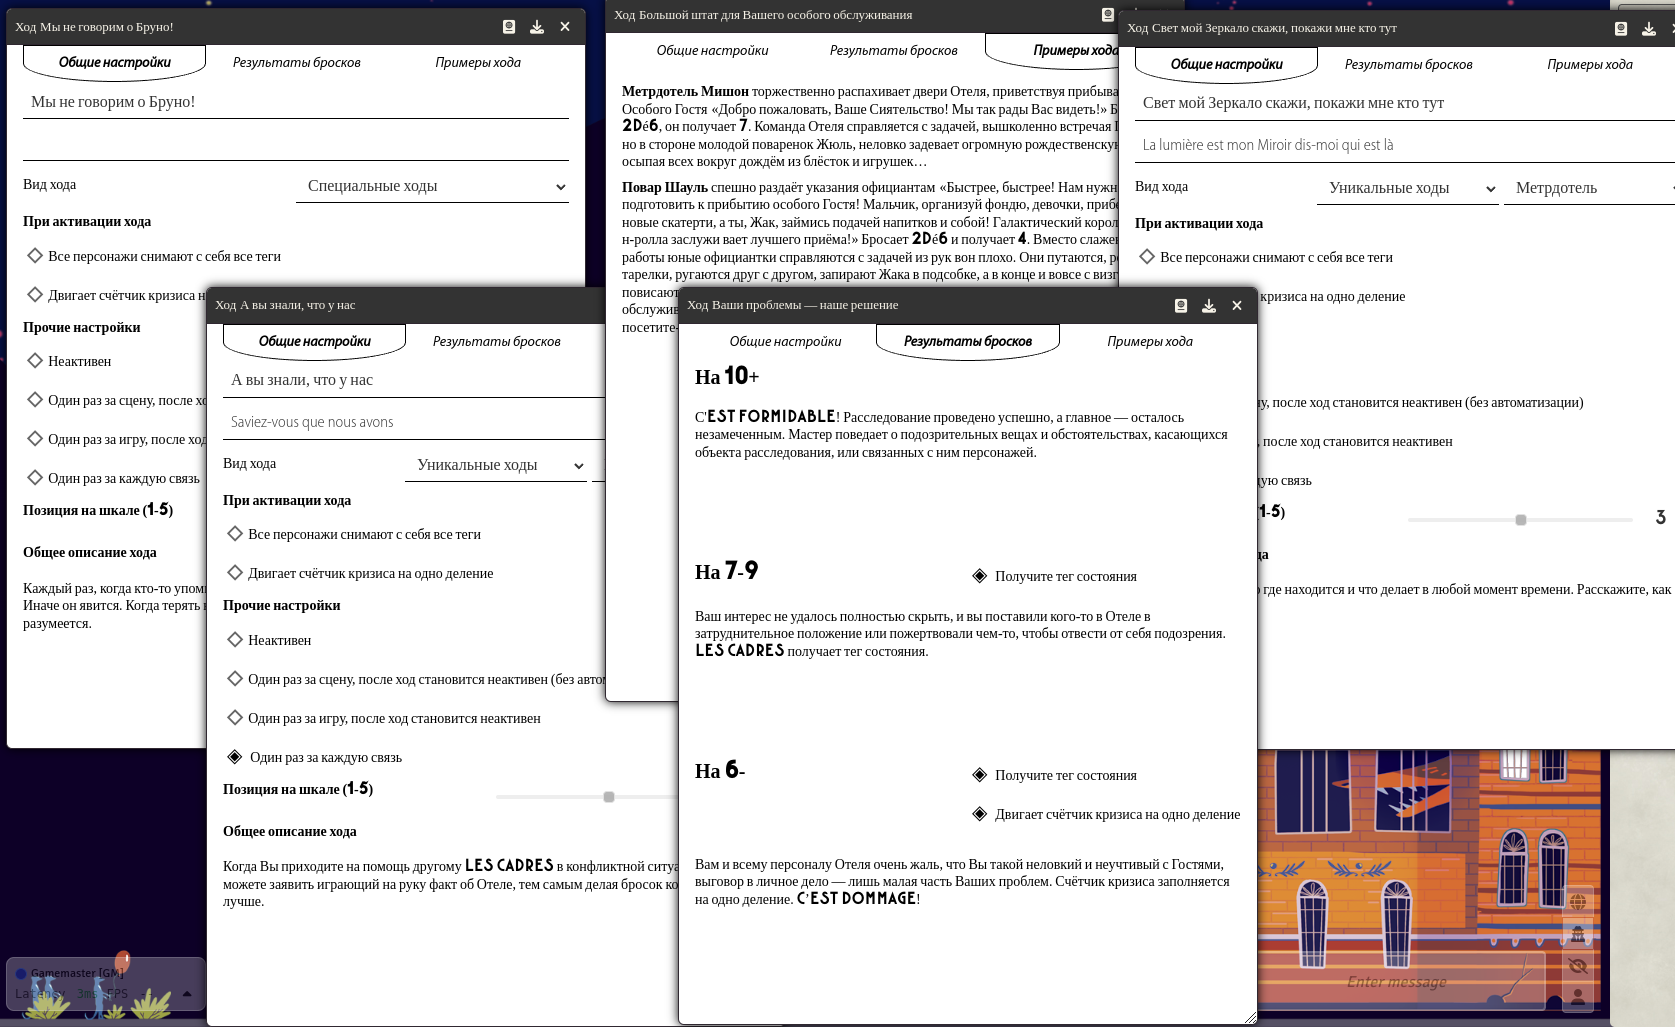 Ход Мы не говорим о Бруно!
Общие настройки
Результаты бросков
Примеры хода
Мы не говорим о Бруно!
Вид хода
Специальные ходы
При активации хода
Все персонажи снимают с себя все теги
Двигает счётчик кризиса н
Прочие настройки
Неактивен
Один раз за сцену, после хо
Один раз за игру, после ход
Один раз за каждую связь
Позиция на шкале (1-5)
Общее описание хода
Каждый раз, когда кто-то упом
Иначе он явится. Когда терять
разумеется.
Ход Большой штат для Вашего особого обслуживания
Общие настройки
Результаты бросков
Примеры хода
Метрдотель Мишон торжественно распахивает двери Отеля, приветствуя прибыва
Особого Гостя «Добро пожаловать, Ваше Сиятельство! Мы так рады Вас видеть!» Б
2Dé6, он получает 7. Команда Отеля справляется с задачей, вышколенно встречая
но в стороне молодой поваренок Жюль, неловко задевает огромную рождественскую
осыпая всех вокруг дождём из блёсток и игрушек…
Повар Шауль спешно раздаёт указания официантам «Быстрее, быстрее! Нам нужн
подготовить к прибытию особого Гостя! Мальчик, организуй фондю, девочки, прибе
новые скатерти, а ты, Жак, займись подачей напитков и собой! Галактический корол
н-ролла заслужи вает лучшего приёма!» Бросает 2Dé6 и получает 4. Вместо слажен
работы юные официантки справляются с задачей из рук вон плохо. Они путаются, р
тарелки, ругаются друг с другом, запирают Жака в подсобке, а в конце и вовсе с визг
повисают
обслужив
посетите-
Ход Свет мой Зеркало скажи, покажи мне кто тут
Общие настройки
Результаты бросков
Примеры хода
Свет мой Зеркало скажи, покажи мне кто тут
La lumière est mon Miroir dis-moi qui est là
Вид хода
Уникальные ходы
Метрдотель
При активации хода
Все персонажи снимают с себя все теги
кризиса на одно деление
ну, после ход становится неактивен (без автоматизации)
, после ход становится неактивен
дую связь
(1-5)
3
да
о где находится и что делает в любой момент времени. Расскажите, как
Ход А вы знали, что у нас
Общие настройки
Результаты бросков
А вы знали, что у нас
Saviez-vous que nous avons
Вид хода
Уникальные ходы
При активации хода
Все персонажи снимают с себя все теги
Двигает счётчик кризиса на одно деление
Прочие настройки
Неактивен
Один раз за сцену, после ход становится неактивен (без автом
Один раз за игру, после ход становится неактивен
Один раз за каждую связь
Позиция на шкале (1-5)
Общее описание хода
Когда Вы приходите на помощь другому LES CADRES в конфликтной ситуа
можете заявить играющий на руку факт об Отеле, тем самым делая бросок ко
лучше.
Ход Ваши проблемы — наше решение
Общие настройки
Результаты бросков
Примеры хода
На 10+
C'EST FORMIDABLE! Расследование проведено успешно, а главное — осталось
незамеченным. Мастер поведает о подозрительных вещах и обстоятельствах, касающихся
объекта расследования, или связанных с ним персонажей.
На 7-9
Получите тег состояния
Ваш интерес не удалось полностью скрыть, и вы поставили кого-то в Отеле в
затруднительное положение или пожертвовали чем-то, чтобы отвести от себя подозрения.
LES CADRES получает тег состояния.
На 6-
Получите тег состояния
Двигает счётчик кризиса на одно деление
Вам и всему персоналу Отеля очень жаль, что Вы такой неловкий и неучтивый с Гостями,
выговор в личное дело — лишь малая часть Ваших проблем. Счётчик кризиса заполняется
на одно деление. C'EST DOMMAGE!
Gamemaster [GM]
Latency 3ms FPS
Enter message